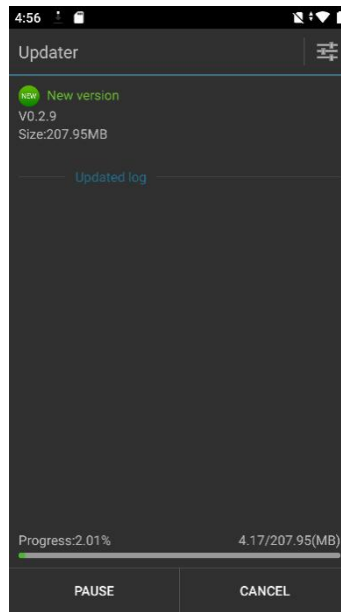 4:56
Updater
NEW New version
V0.2.9
Size:207.95MB
Updated log
Progress:2.01% 4.17/207.95(MB)
PAUSE CANCEL